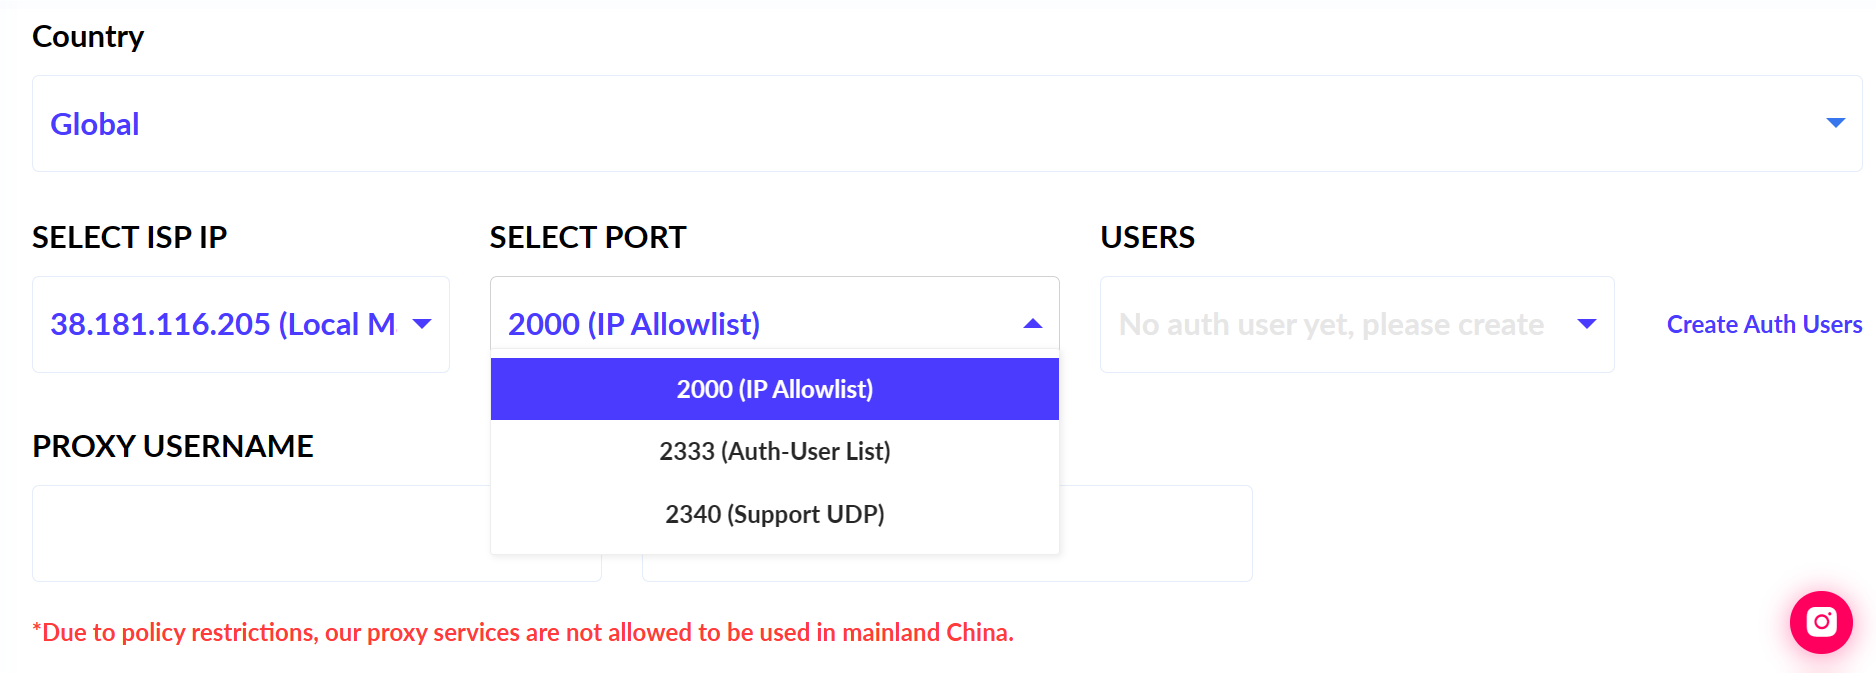 Country
Global
SELECT ISP IP
SELECT PORT
USERS
38.181.116.205 (Local M
2000 (IP Allowlist)
No auth user yet, please create
Create Auth Users
2000 (IP Allowlist)
2333 (Auth-User List)
2340 (Support UDP)
PROXY USERNAME
*Due to policy restrictions, our proxy services are not allowed to be used in mainland China.